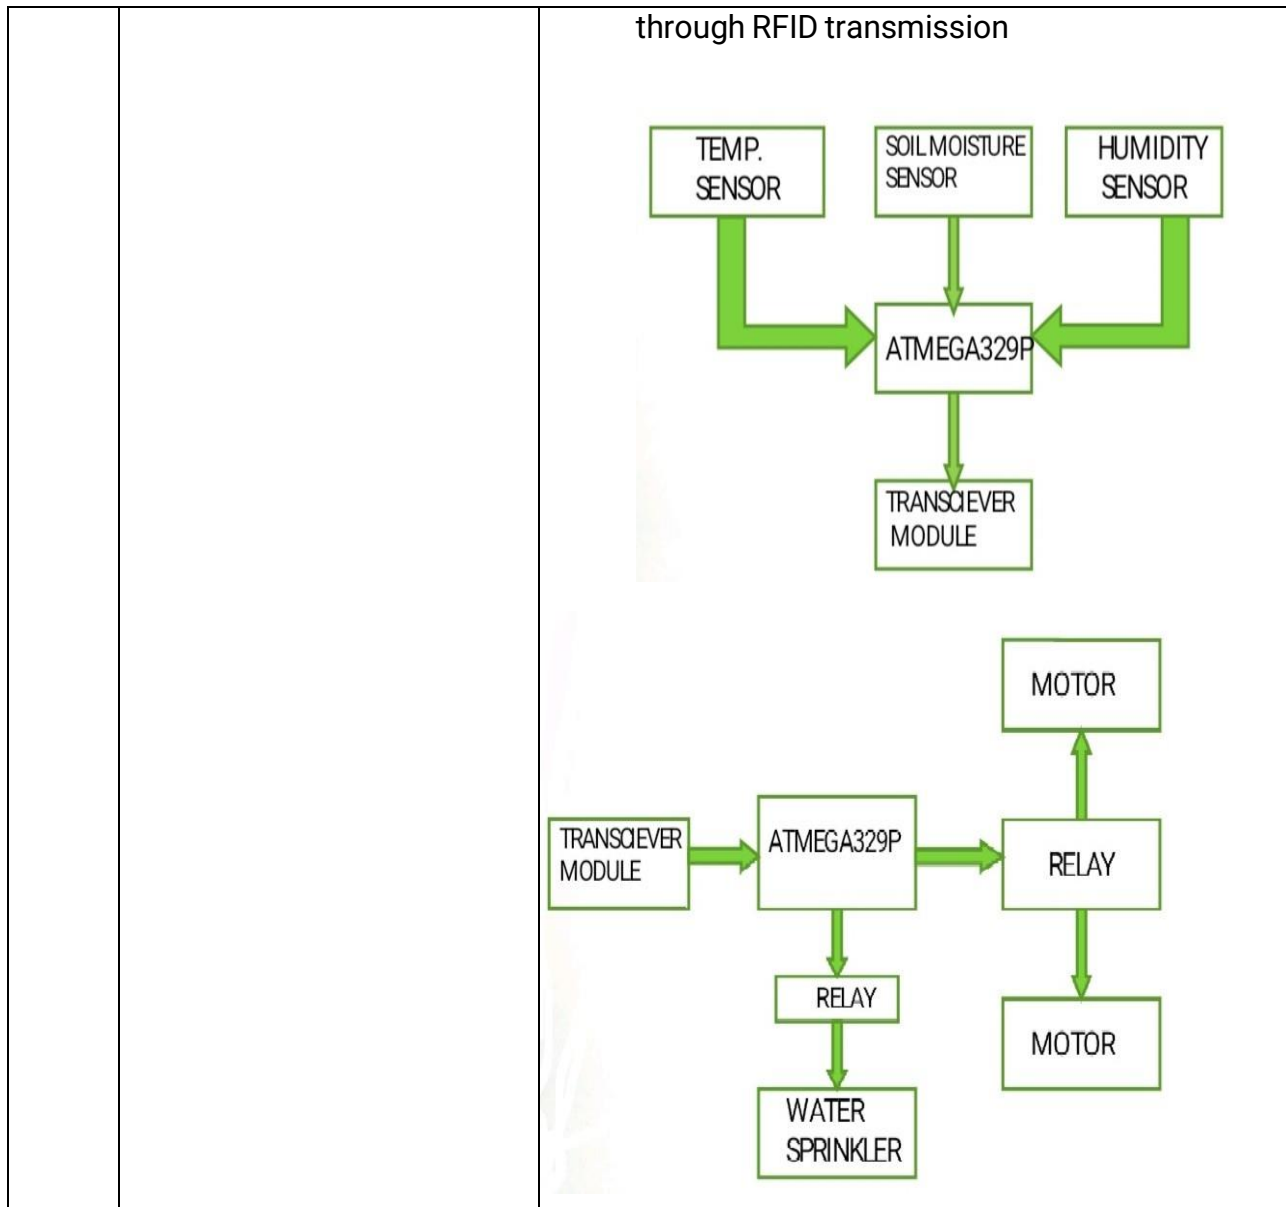 through RFID transmission
TEMP.
SENSOR
SOIL MOISTURE
SENSOR
HUMIDITY
SENSOR
ATMEGA329P
TRANSCIEVER
MODULE
MOTOR
TRANSCIEVER
MODULE
ATMEGA329P
RELAY
RELAY
MOTOR
WATER
SPRINKLER